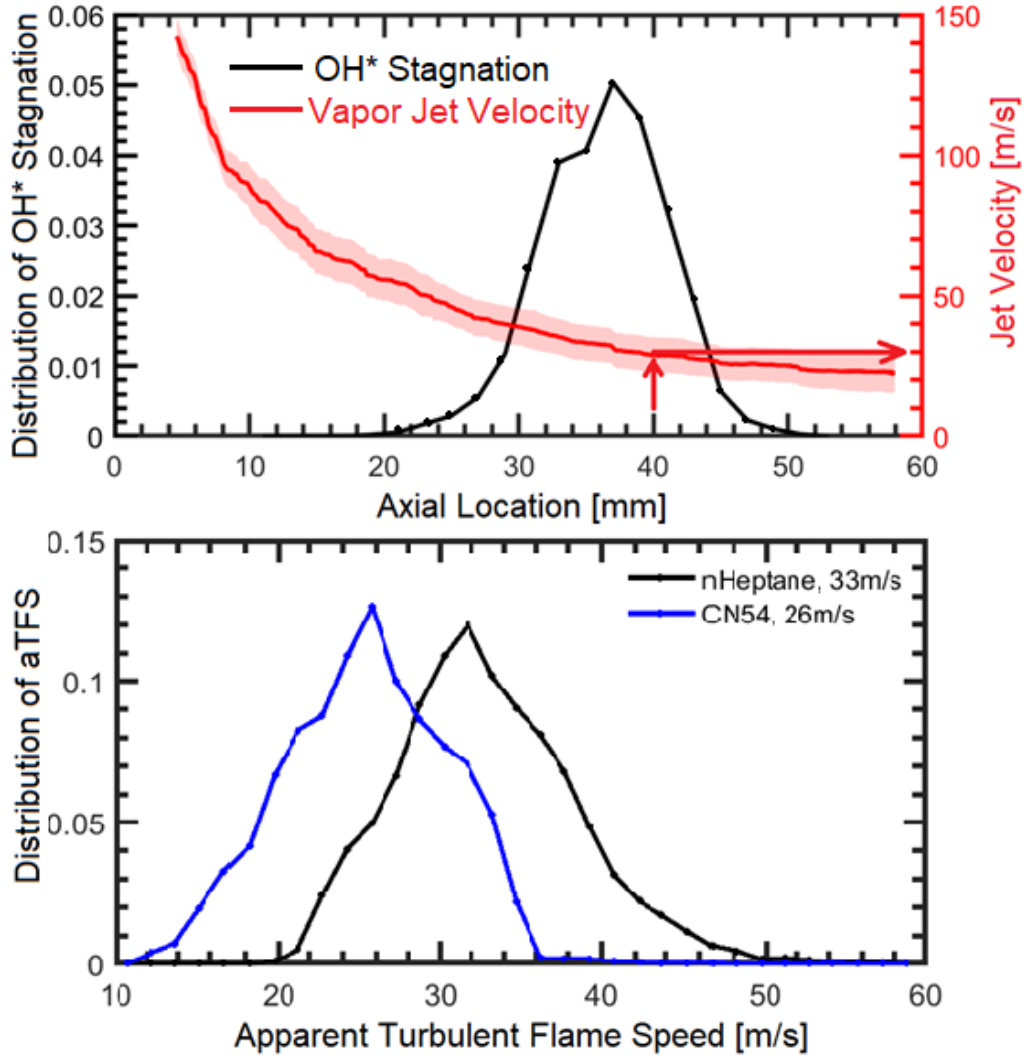 0.06
0.05
0.04
0.03
0.02
0.01
0
Distribution of OH* Stagnation
OH* Stagnation
Vapor Jet Velocity
150
100
50
0
Jet Velocity [m/s]
0 10 20 30 40 50 60
Axial Location [mm]
0.15
0.1
0.05
0
Distribution of aTFS
nHeptane, 33m/s
CN54, 26m/s
10 20 30 40 50 60
Apparent Turbulent Flame Speed [m/s]